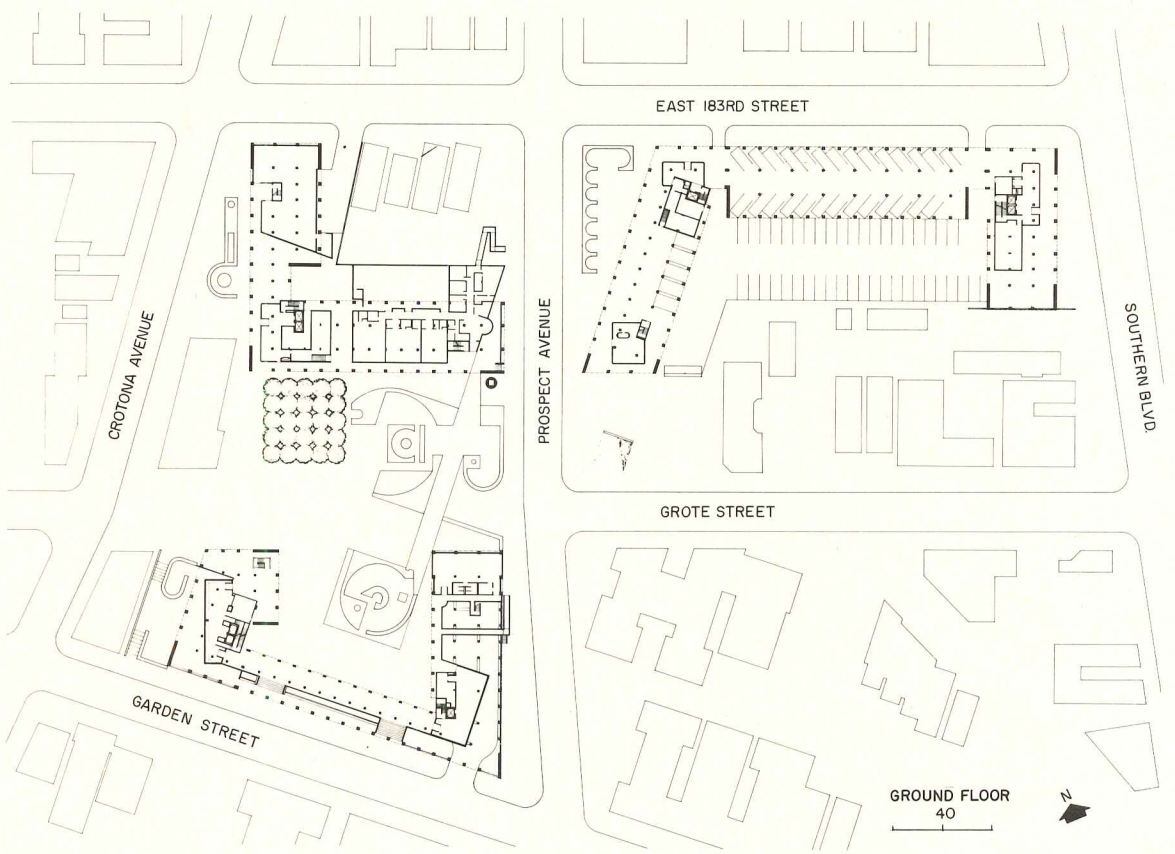 EAST 183RD STREET
CROTONA AVENUE
PROSPECT AVENUE
SOUTHERN BLVD.
GROTE STREET
GARDEN STREET
GROUND FLOOR
40
N